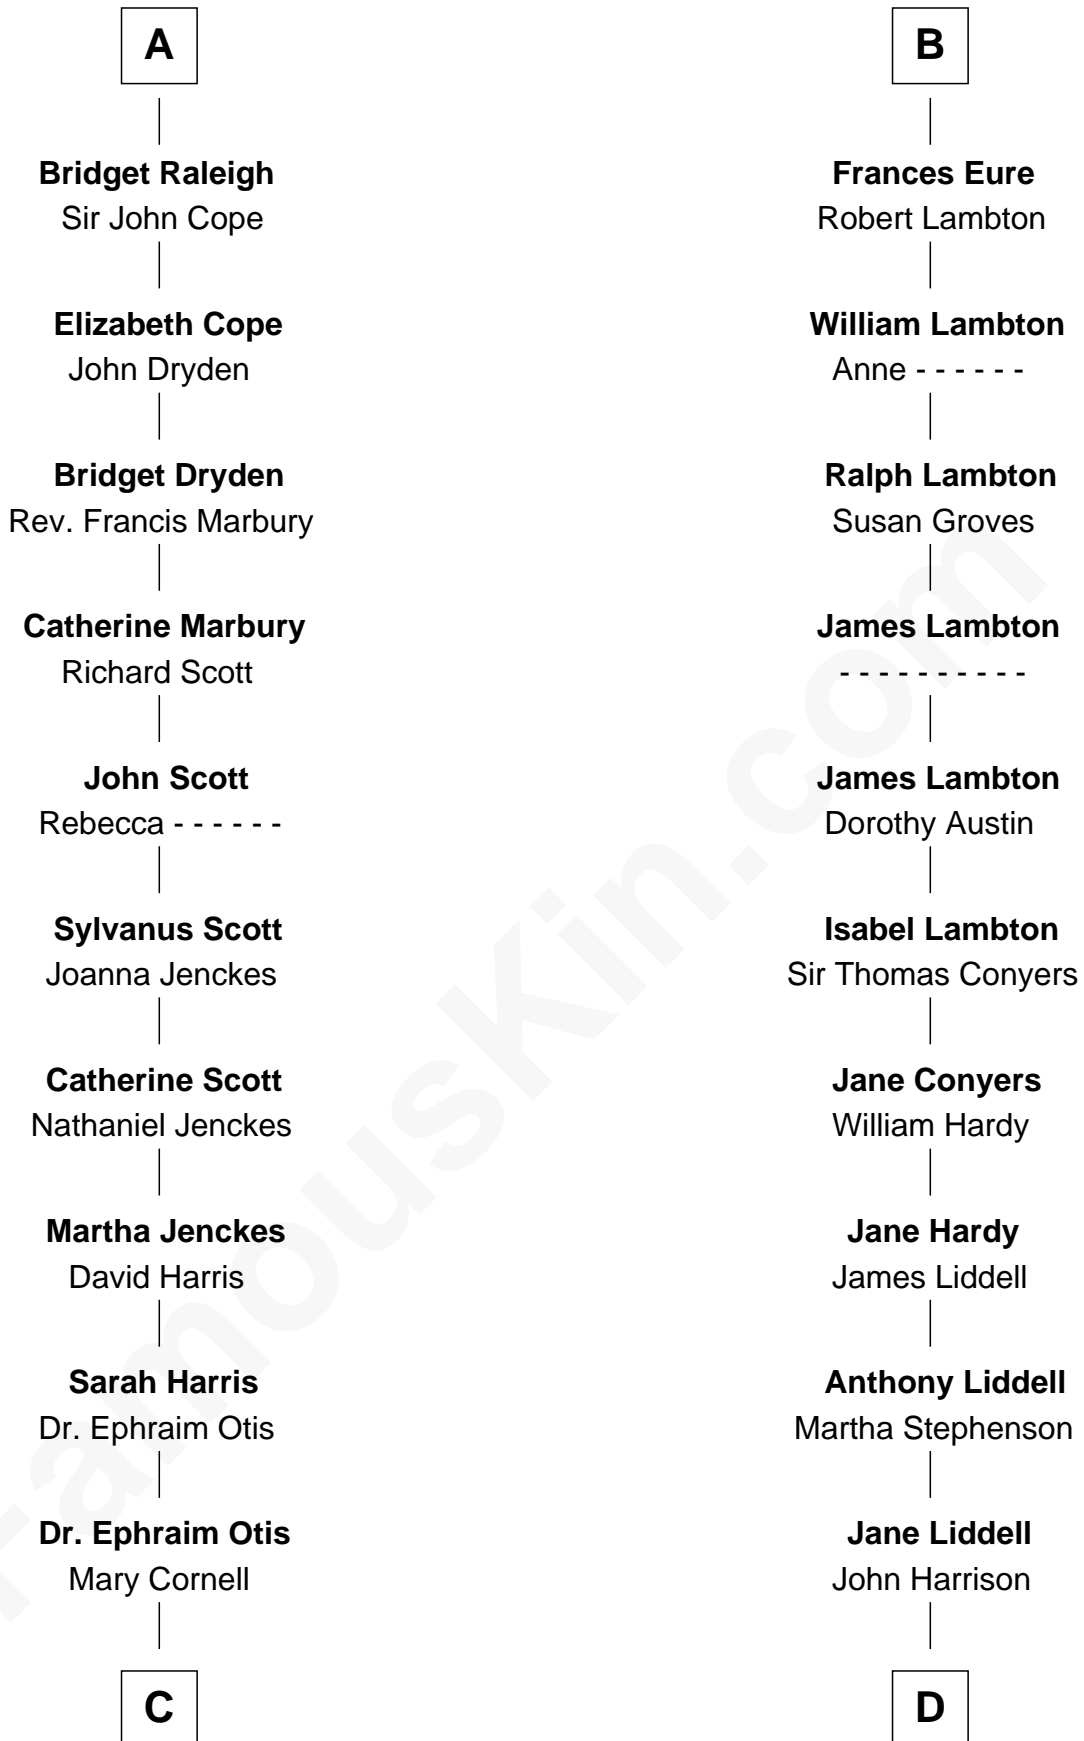 A
Bridget Raleigh
Sir John Cope
Elizabeth Cope
John Dryden
Bridget Dryden
Rev. Francis Marbury
Catherine Marbury
Richard Scott
John Scott
Rebecca - - - - - -
Sylvanus Scott
Joanna Jenckes
Catherine Scott
Nathaniel Jenckes
Martha Jenckes
David Harris
Sarah Harris
Dr. Ephraim Otis
Dr. Ephraim Otis
Mary Cornell
C
B
Frances Eure
Robert Lambton
William Lambton
Anne - - - - - -
Ralph Lambton
Susan Groves
James Lambton
- - - - - - - - - -
James Lambton
Dorothy Austin
Isabel Lambton
Sir Thomas Conyers
Jane Conyers
William Hardy
Jane Hardy
James Liddell
Anthony Liddell
Martha Stephenson
Jane Liddell
John Harrison
D
FamousKin.com